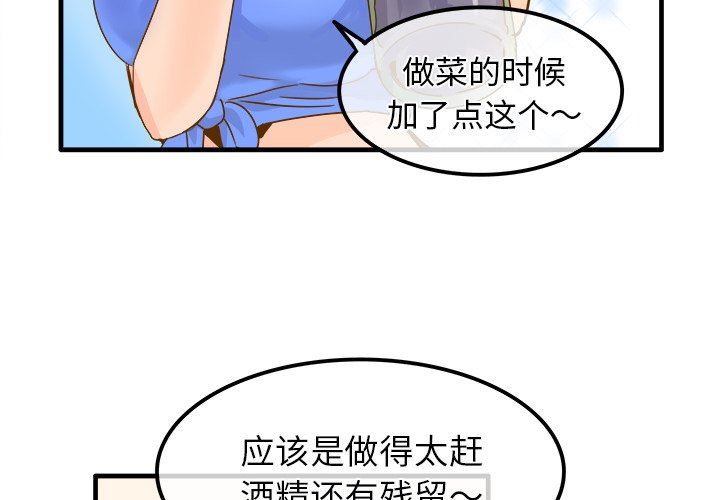 做菜的时候
加了点这个～
应该是做得太赶
酒精还有残留～